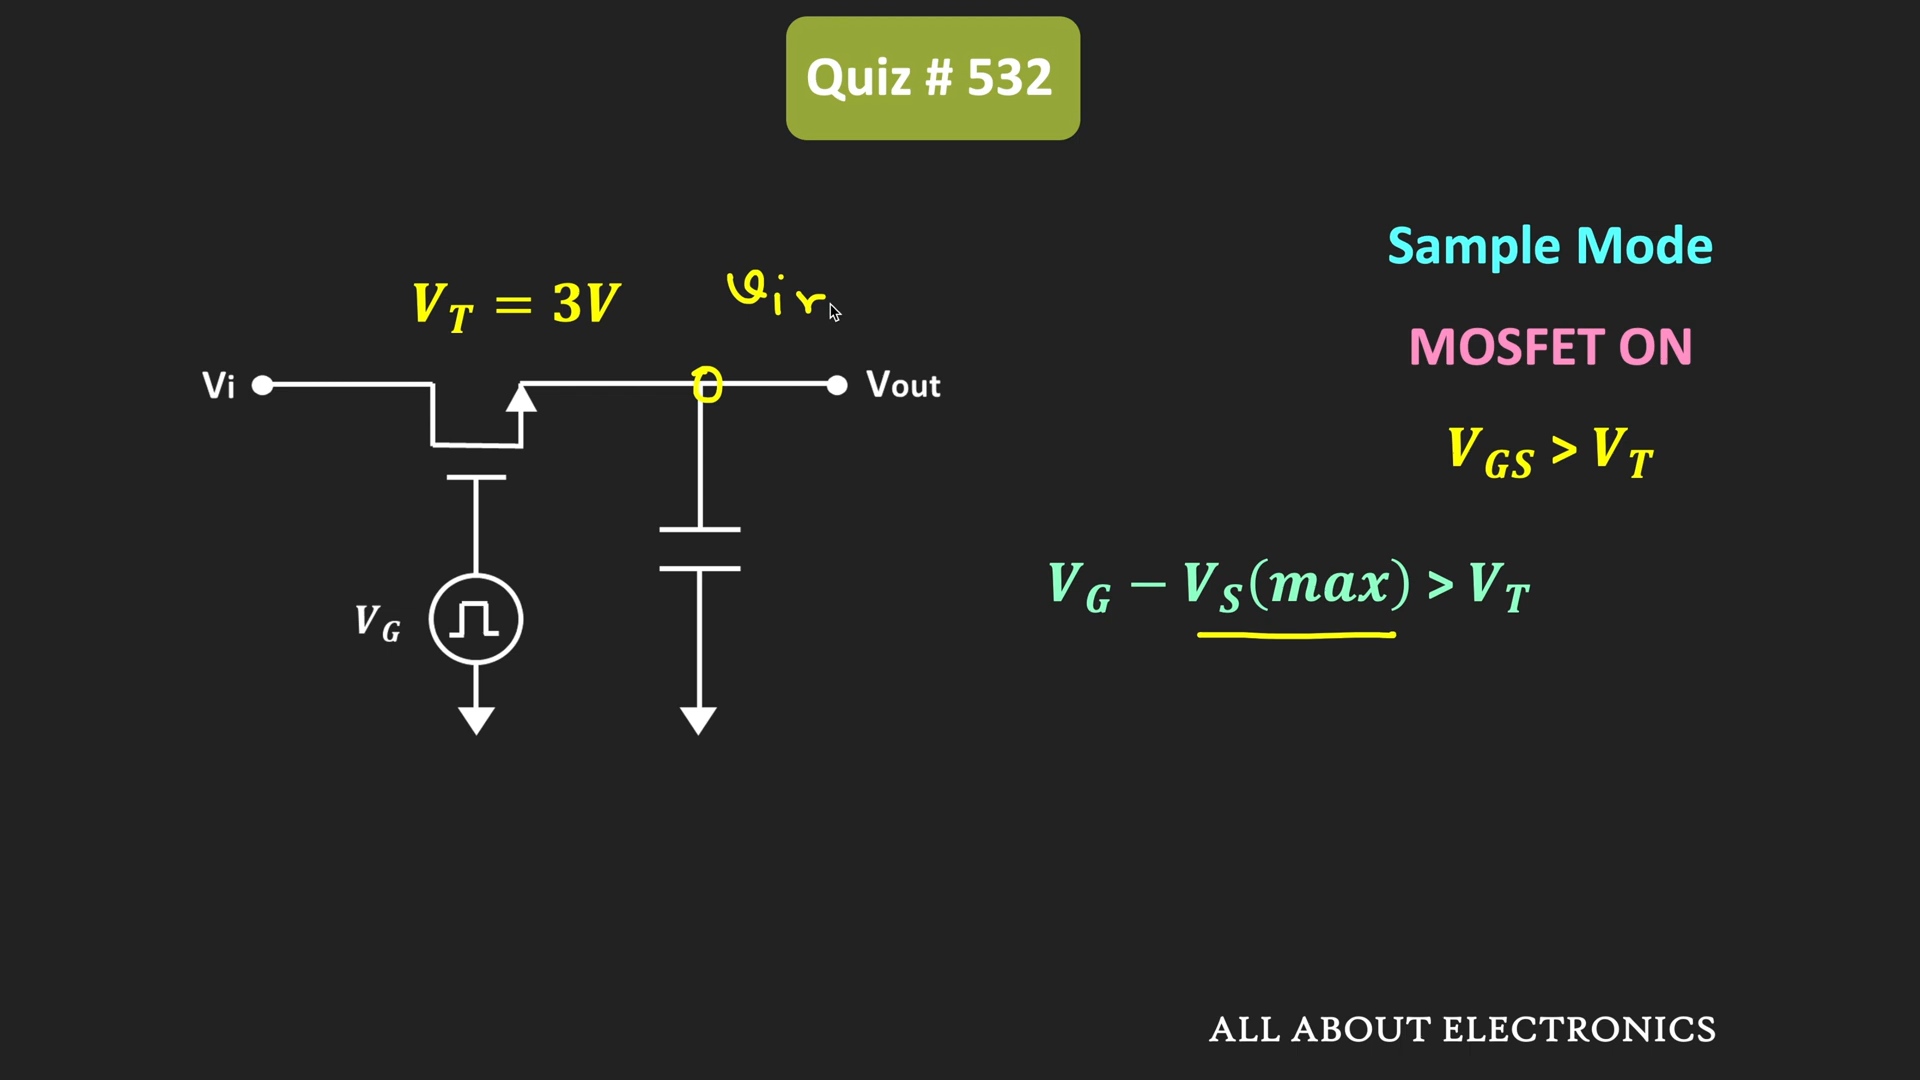 Quiz # 532
Sample Mode
V_T = 3V
vin
MOSFET ON
Vi
Vout
V_GS > V_T
V_G − V_S(max) > V_T
V_G
ALL ABOUT ELECTRONICS